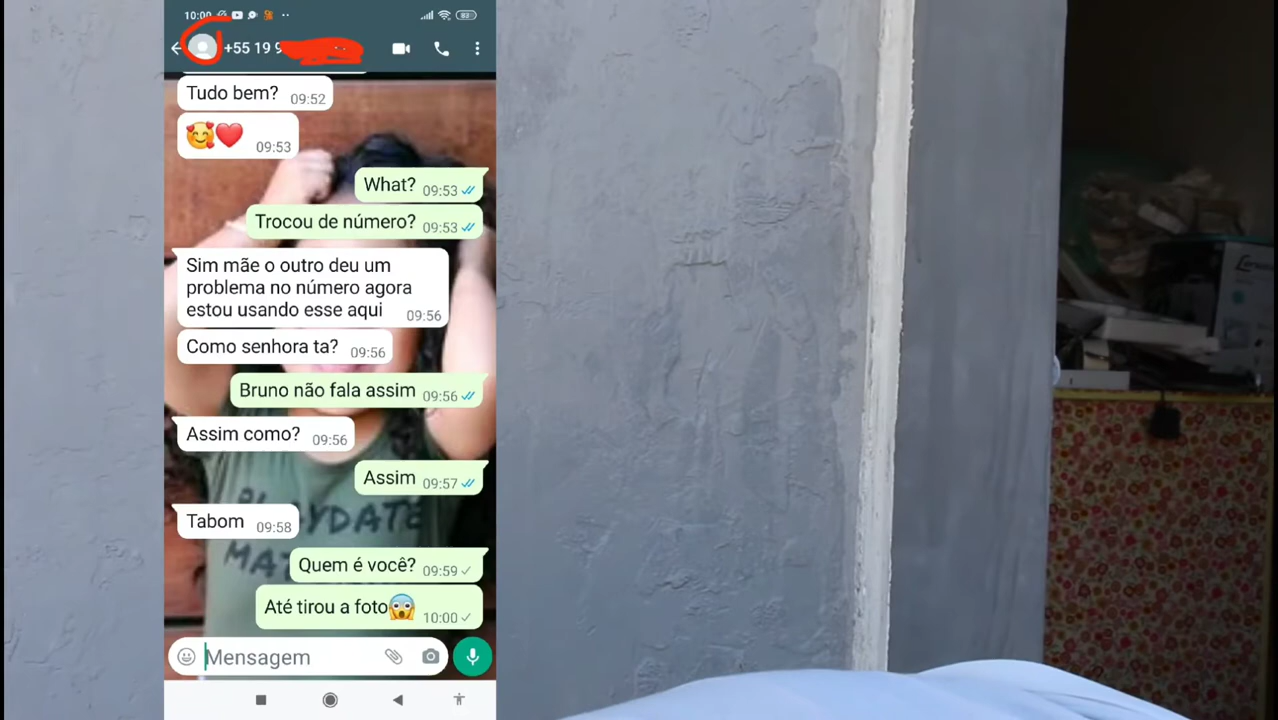 10:00
+55 19 9
Tudo bem? 09:52
🥰❤️ 09:53
What? 09:53
Trocou de número? 09:53
Sim mãe o outro deu um
problema no número agora
estou usando esse aqui 09:56
Como senhora ta? 09:56
Bruno não fala assim 09:56
Assim como? 09:56
Assim 09:57
Tabom 09:58
Quem é você? 09:59
Até tirou a foto😱 10:00
Mensagem